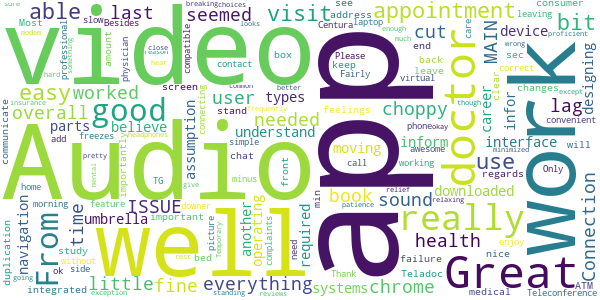 video
Audio
app
Work
well
Great
doctor
really
good
From
able
last
seemed
visit
appointment
bit
easy
worked
needed
cut
choppy
MAIN
device
lag
designing
overall
user
types
believe
understand
sound
use
inform
career
interface
infor
parts
stand
assumption
navigation
ISSUE
time
umbrella
little
fine
everything
another
operating
required
systems
chrome
book
moving
health
downloaded
Connection
slow
Most
Besides
professional
physician
amount
reason
close
hear
compatible
contact
screen
box
keep
Please
Fairly
see
address
Centura
laptop
end
back
leave
sec
virtual
care
looks
breaking
choices
leaving
consumer
wrong
proficient
correct
changes
except
convenient
will
clear
much
enough
common
better
frequently
headphones
connecting
insurance
something
hard
moden
communicate
freezes
add
pretty
importantly
mental
TG
chat
simple
minus
front
give
feelings
call
phone
okay
awesome
working
though
regards
Only
minimized
min
home
morning
feature
downer
important
duplication
without
study
ok
side
integrated
going
exception
picture
Temporary
bed
rest
need
complaints
standing
reviews
Thank
patience
relief
relaxing
failure
Teladoc
nice
enjoy
medical
ATM
Teleconference